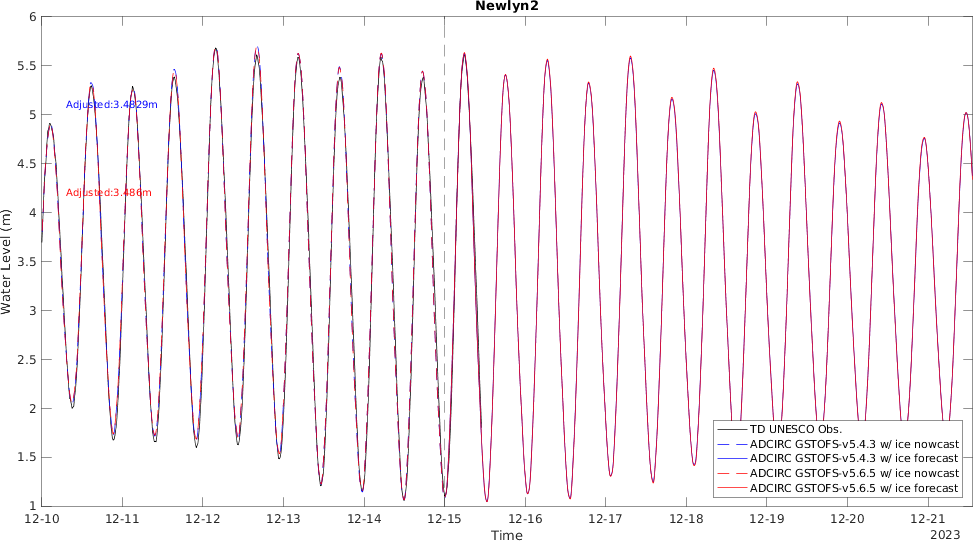 Newlyn2
6
5.5
5
4.5
4
3.5
3
2.5
2
1.5
1
Water Level (m)
Adjusted:3.4829m
Adjusted:3.486m
TD UNESCO Obs.
ADCIRC GSTOFS-v5.4.3 w/ ice nowcast
ADCIRC GSTOFS-v5.4.3 w/ ice forecast
ADCIRC GSTOFS-v5.6.5 w/ ice nowcast
ADCIRC GSTOFS-v5.6.5 w/ ice forecast
12-10 12-11 12-12 12-13 12-14 12-15 12-16 12-17 12-18 12-19 12-20 12-21
2023
Time